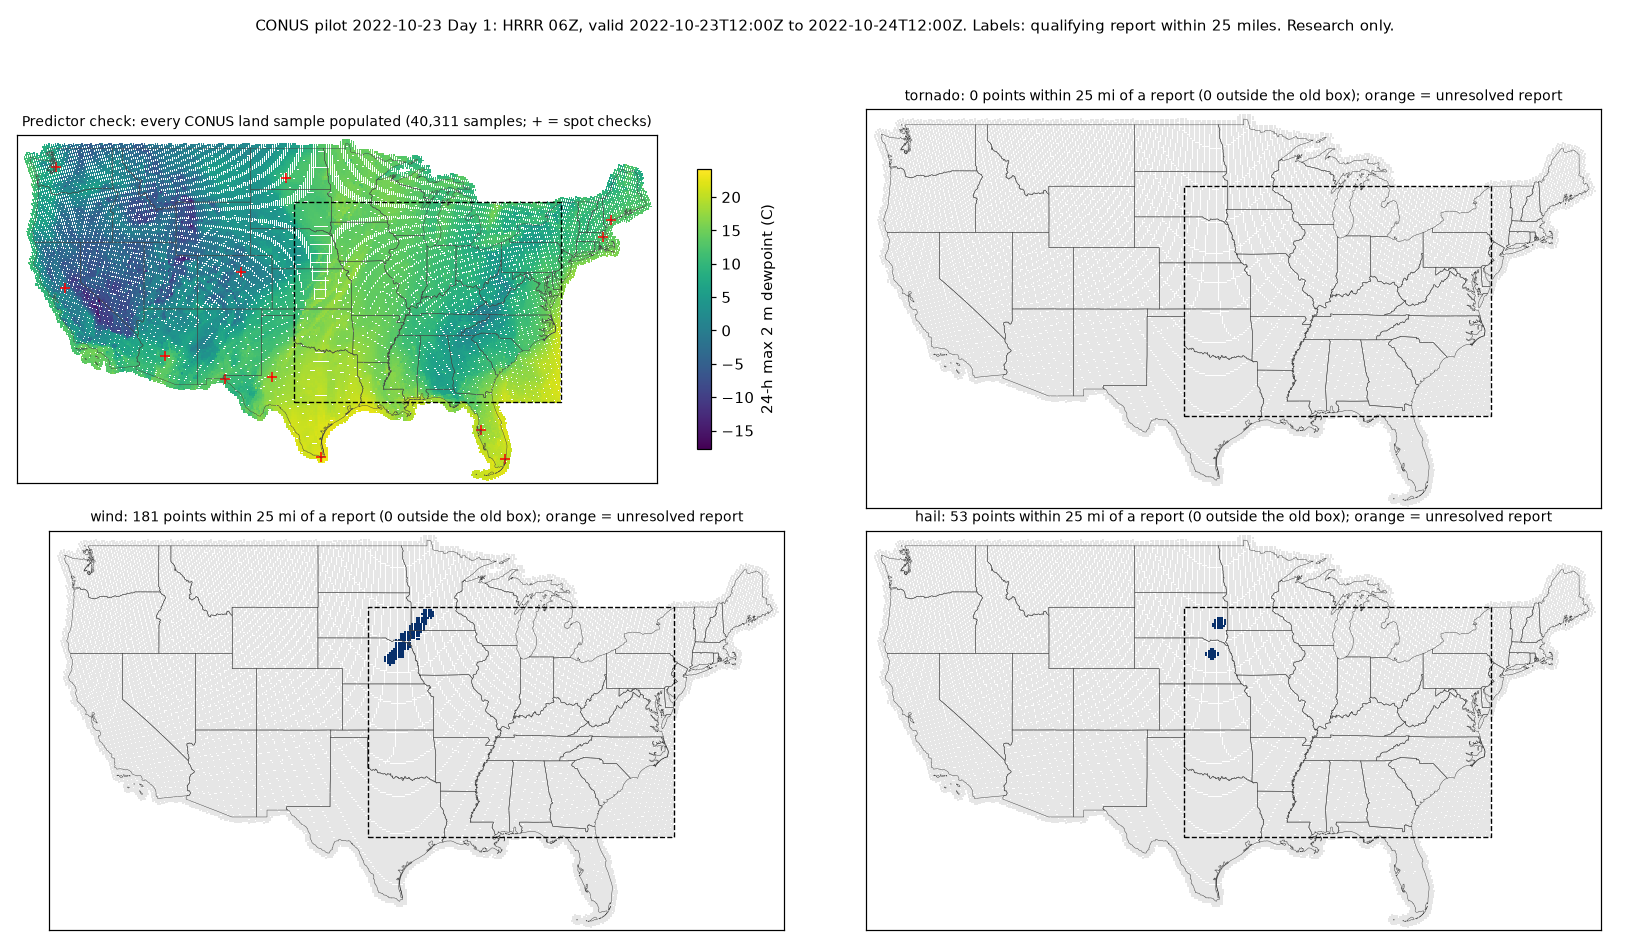 CONUS pilot 2022-10-23 Day 1: HRRR 06Z, valid 2022-10-23T12:00Z to 2022-10-24T12:00Z. Labels: qualifying report within 25 miles. Research only.
Predictor check: every CONUS land sample populated (40,311 samples; + = spot checks)
20
15
10
5
0
−5
−10
−15
24-h max 2 m dewpoint (C)
tornado: 0 points within 25 mi of a report (0 outside the old box); orange = unresolved report
wind: 181 points within 25 mi of a report (0 outside the old box); orange = unresolved report
hail: 53 points within 25 mi of a report (0 outside the old box); orange = unresolved report